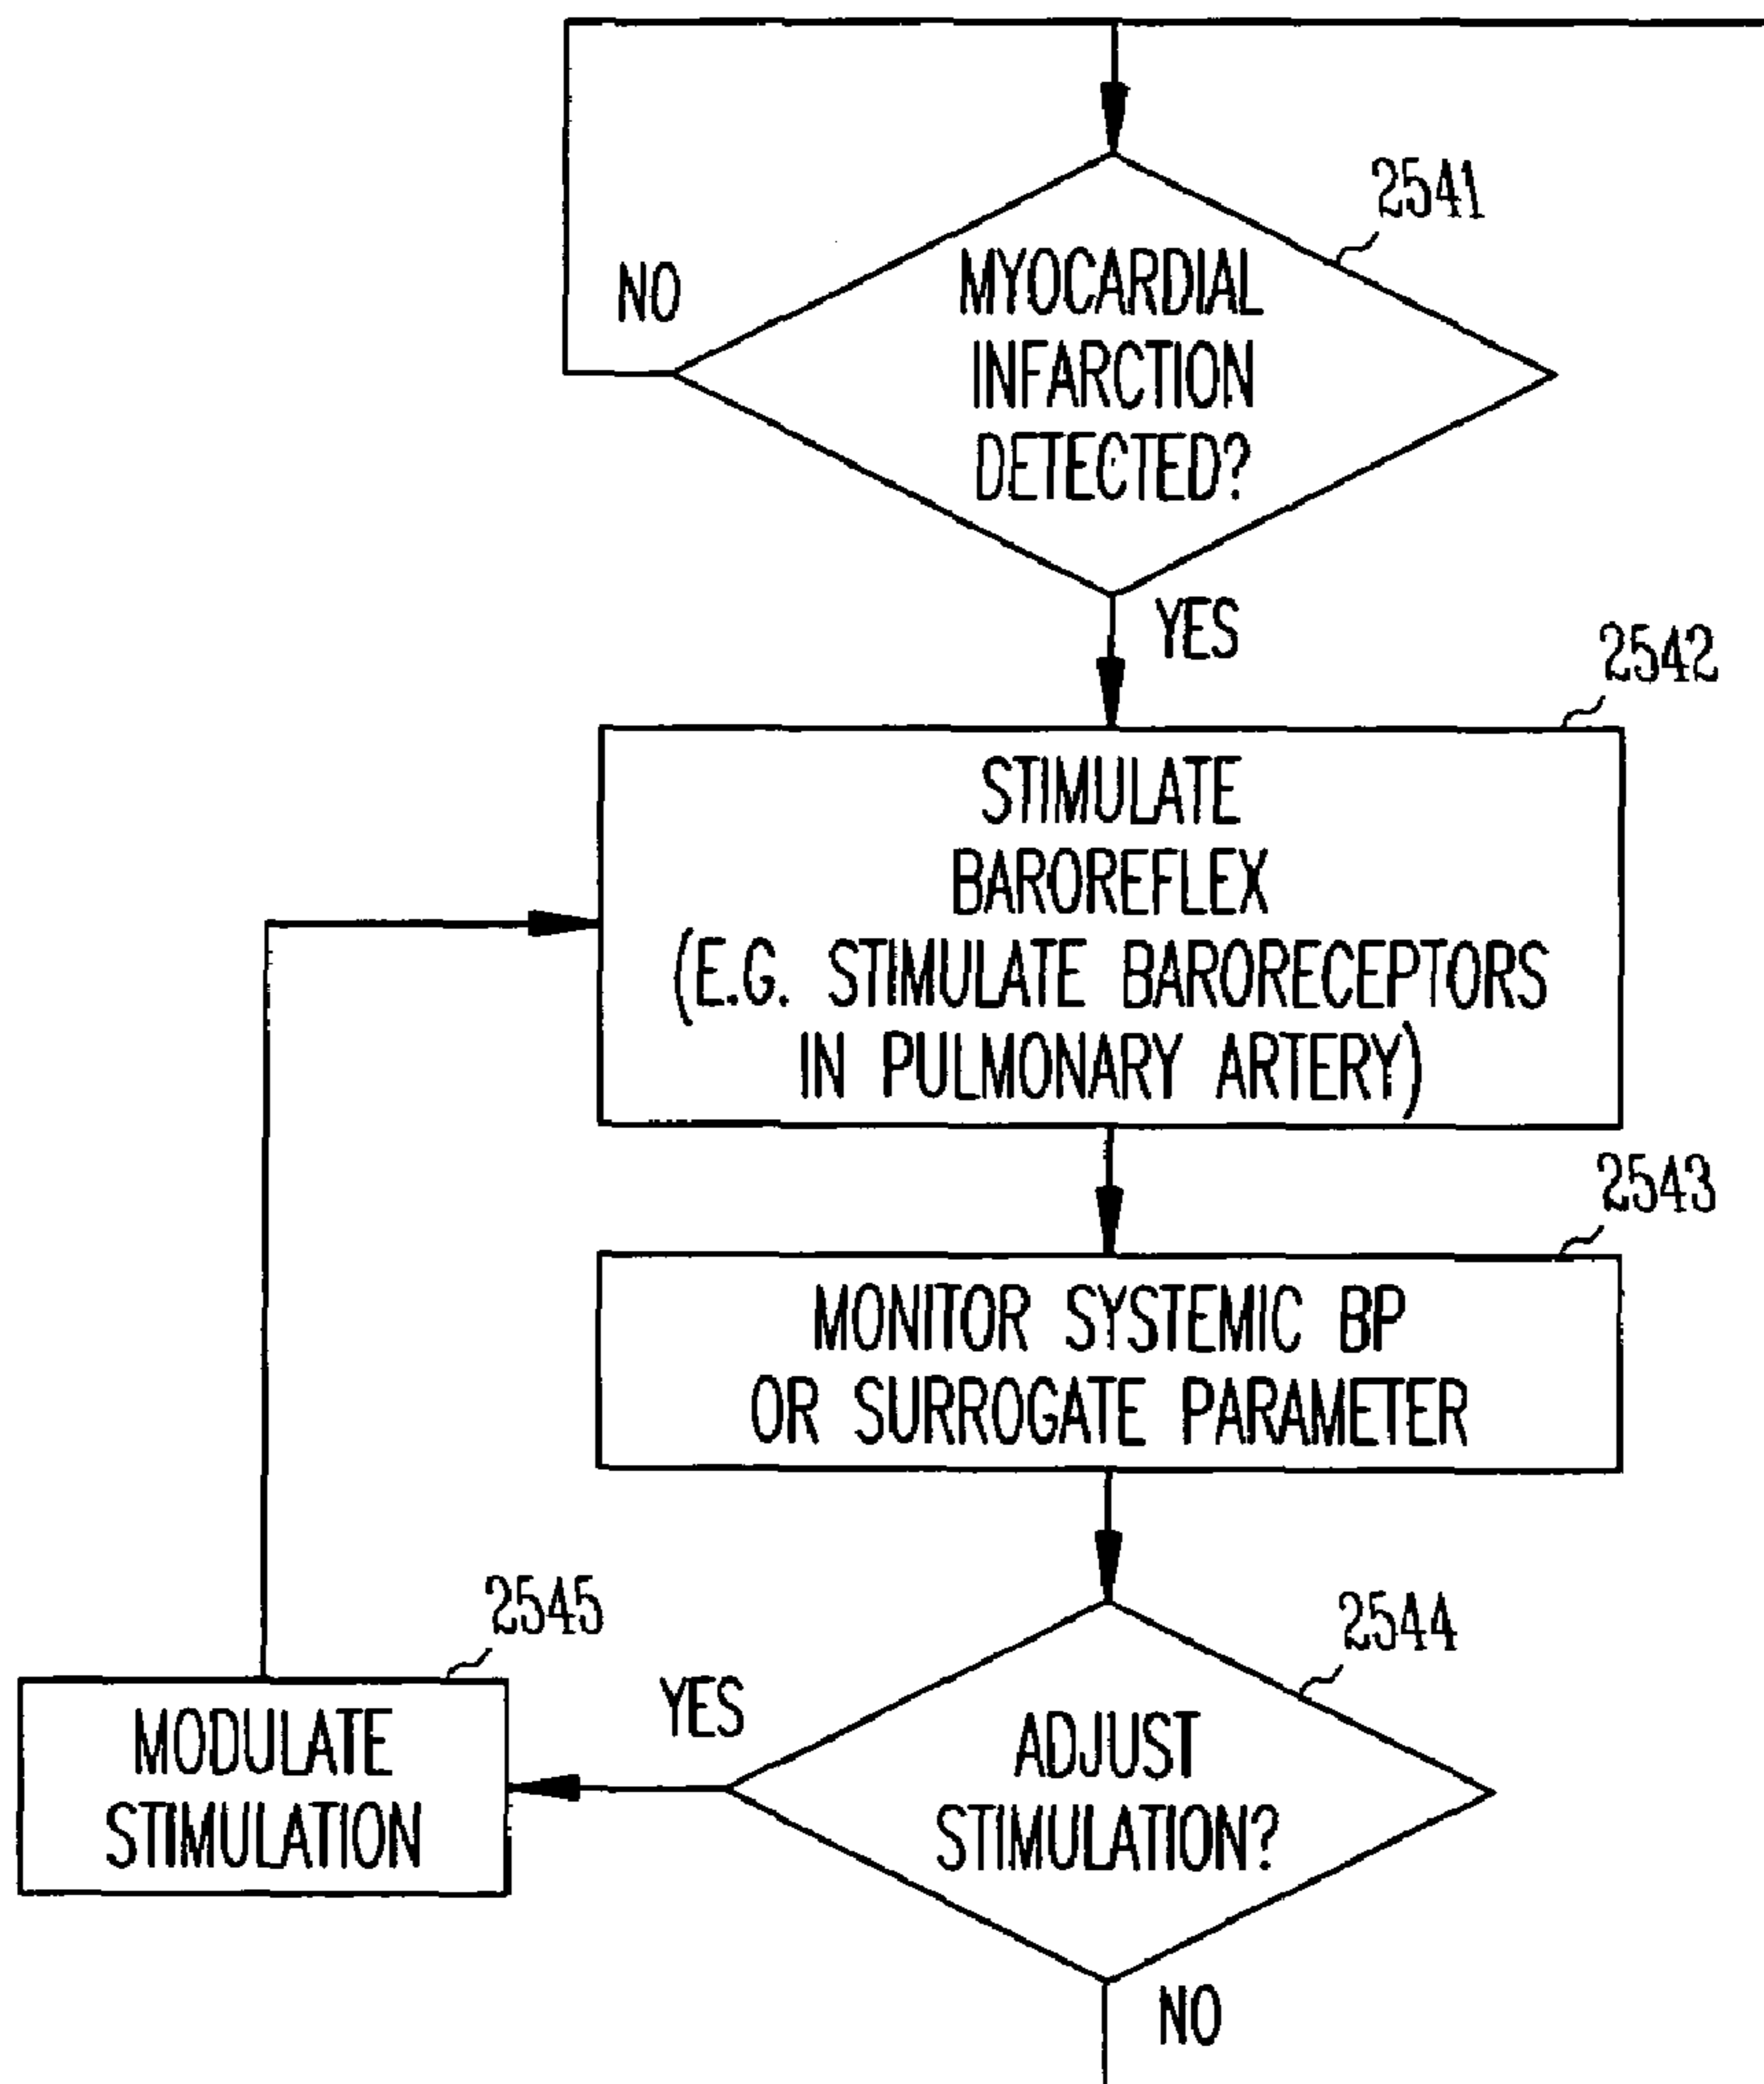 2541
NO
MYOCARDIAL
INFARCTION
DETECTED?
YES
2542
STIMULATE
BAROREFLEX
(E.G. STIMULATE BARORECEPTORS
IN PULMONARY ARTERY)
2543
MONITOR SYSTEMIC BP
OR SURROGATE PARAMETER
2545
2544
YES
MODULATE
STIMULATION
ADJUST
STIMULATION?
NO